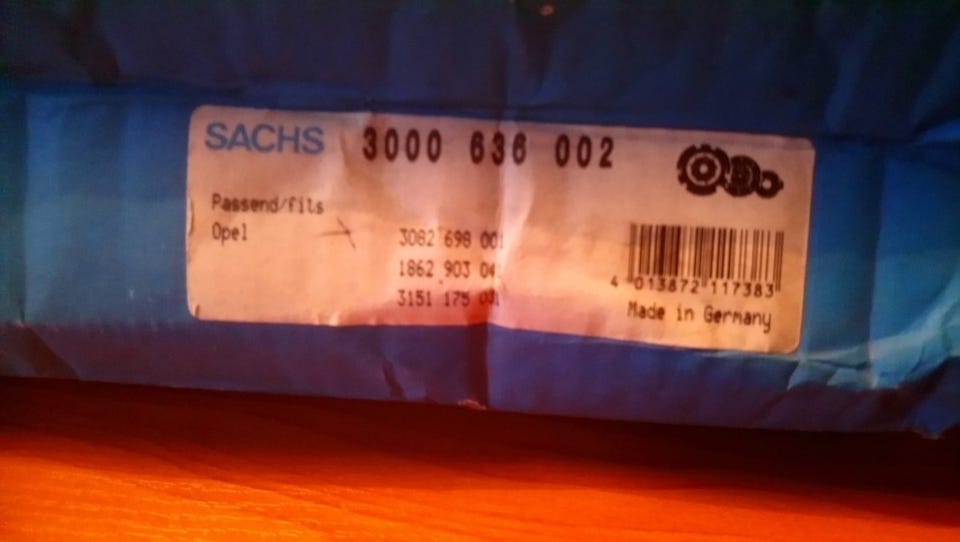 SACHS 3000 636 002
Passend/fits
Opel
3082 698 001
1862 903 04
3151 175 031
4 013872 117383
Made in Germany